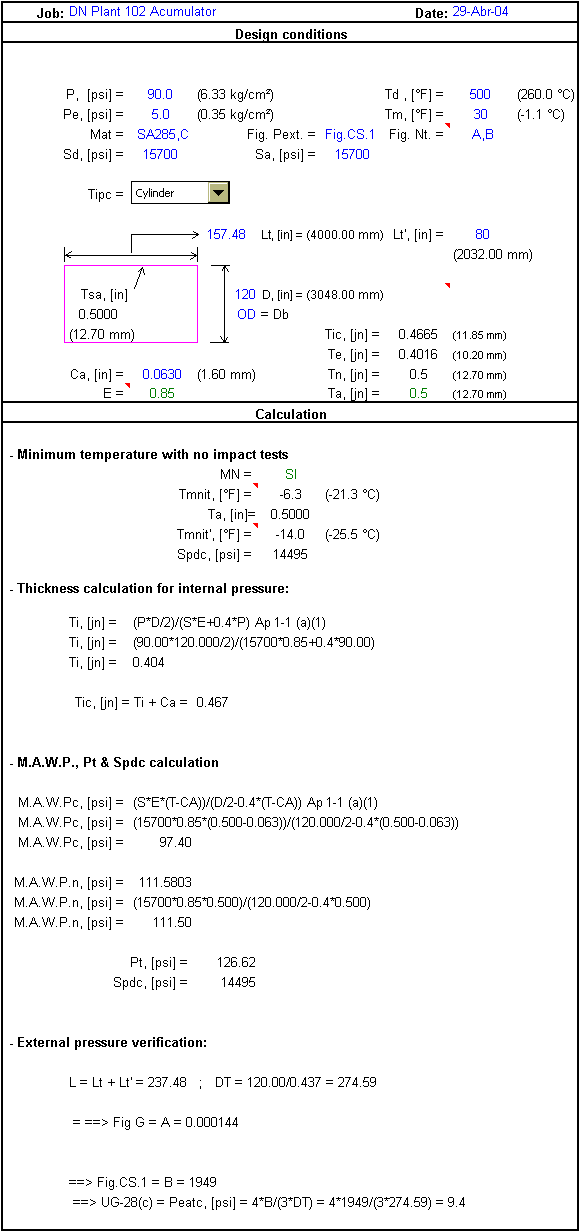 Job: DN Plant 102 Acumulator Date: 29-Abr-04
Design conditions
P, [psi] = 90.0 (6.33 kg/cm²) Td , [°F] = 500 (260.0 °C)
Pe, [psi] = 5.0 (0.35 kg/cm²) Tm, [°F] = 30 (-1.1 °C)
Mat = SA285,C Fig. Pext. = Fig.CS.1 Fig. Nt. = A,B
Sd, [psi] = 15700 Sa, [psi] = 15700
Tipc = Cylinder
157.48 Lt, [in] = (4000.00 mm) Lt', [in] = 80
(2032.00 mm)
Tsa, [in] 120 D, [in] = (3048.00 mm)
0.5000 OD = Db
(12.70 mm) Tic, [jn] = 0.4665 (11.85 mm)
Te, [jn] = 0.4016 (10.20 mm)
Ca, [in] = 0.0630 (1.60 mm) Tn, [jn] = 0.5 (12.70 mm)
E = 0.85 Ta, [jn] = 0.5 (12.70 mm)
Calculation
- Minimum temperature with no impact tests
MN = SI
Tmnit, [°F] = -6.3 (-21.3 °C)
Ta, [in]= 0.5000
Tmnit', [°F] = -14.0 (-25.5 °C)
Spdc, [psi] = 14495
- Thickness calculation for internal pressure:
Ti, [jn] = (P*D/2)/(S*E+0.4*P) Ap 1-1 (a)(1)
Ti, [jn] = (90.00*120.000/2)/(15700*0.85+0.4*90.00)
Ti, [jn] = 0.404
Tic, [jn] = Ti + Ca = 0.467
- M.A.W.P., Pt & Spdc calculation
M.A.W.Pc, [psi] = (S*E*(T-CA))/(D/2-0.4*(T-CA)) Ap 1-1 (a)(1)
M.A.W.Pc, [psi] = (15700*0.85*(0.500-0.063))/(120.000/2-0.4*(0.500-0.063))
M.A.W.Pc, [psi] = 97.40
M.A.W.P.n, [psi] = 111.5803
M.A.W.P.n, [psi] = (15700*0.85*0.500)/(120.000/2-0.4*0.500)
M.A.W.P.n, [psi] = 111.50
Pt, [psi] = 126.62
Spdc, [psi] = 14495
- External pressure verification:
L = Lt + Lt' = 237.48 ; DT = 120.00/0.437 = 274.59
= ==> Fig G = A = 0.000144
==> Fig.CS.1 = B = 1949
==> UG-28(c) = Peatc, [psi] = 4*B/(3*DT) = 4*1949/(3*274.59) = 9.4